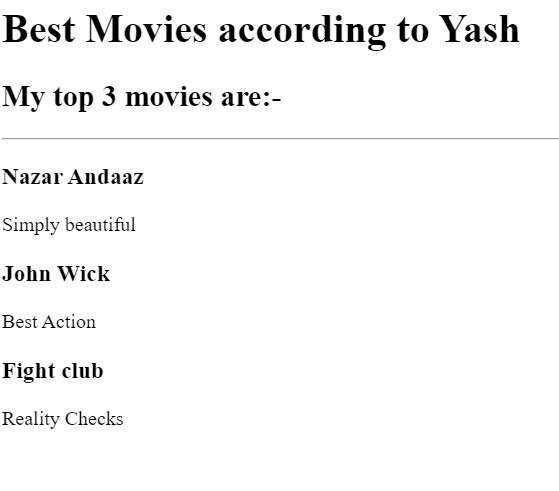 Best Movies according to Yash
My top 3 movies are:-
Nazar Andaaz
Simply beautiful
John Wick
Best Action
Fight club
Reality Checks